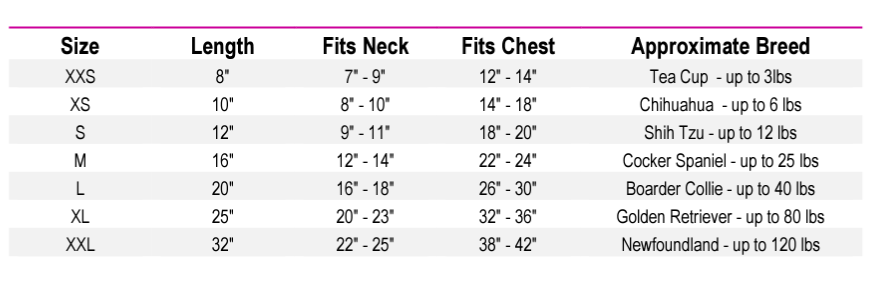 Size Length Fits Neck Fits Chest Approximate Breed
XXS 8" 7" - 9" 12" - 14" Tea Cup - up to 3lbs
XS 10" 8" - 10" 14" - 18" Chihuahua - up to 6 lbs
S 12" 9" - 11" 18" - 20" Shih Tzu - up to 12 lbs
M 16" 12" - 14" 22" - 24" Cocker Spaniel - up to 25 lbs
L 20" 16" - 18" 26" - 30" Boarder Collie - up to 40 lbs
XL 25" 20" - 23" 32" - 36" Golden Retriever - up to 80 lbs
XXL 32" 22" - 25" 38" - 42" Newfoundland - up to 120 lbs